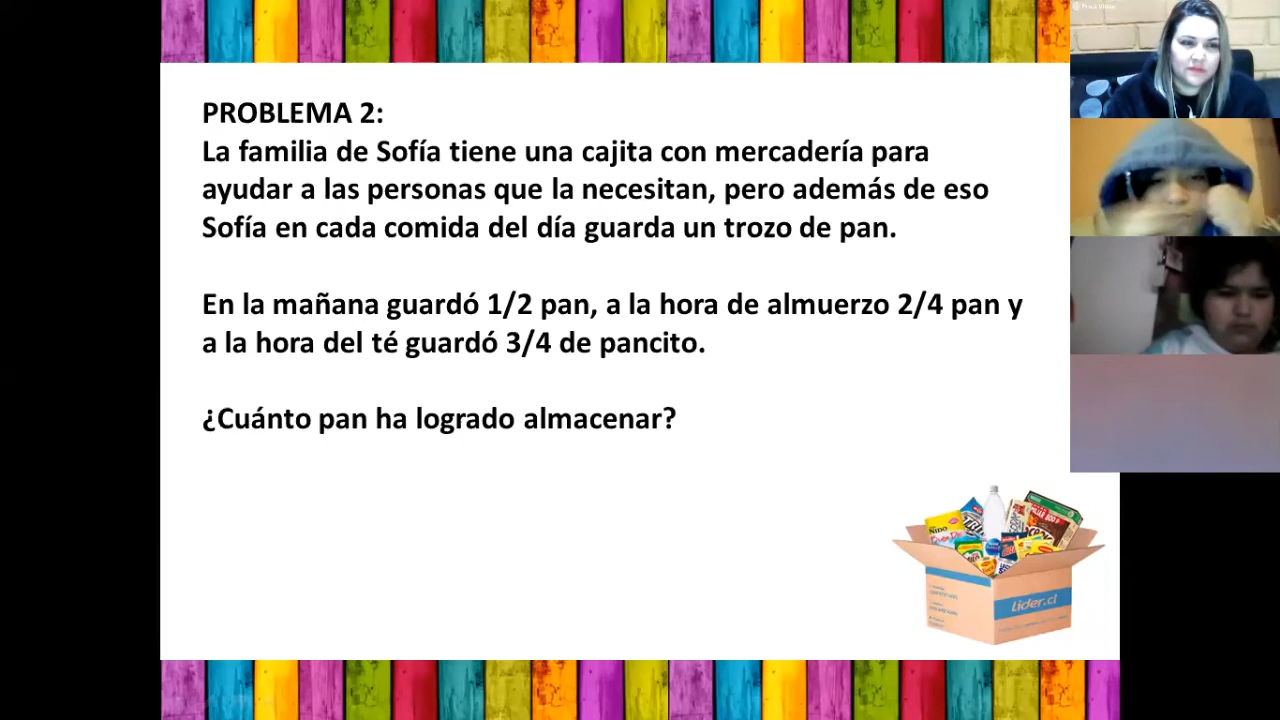 PROBLEMA 2:
La familia de Sofía tiene una cajita con mercadería para
ayudar a las personas que la necesitan, pero además de eso
Sofía en cada comida del día guarda un trozo de pan.
En la mañana guardó 1/2 pan, a la hora de almuerzo 2/4 pan y
a la hora del té guardó 3/4 de pancito.
¿Cuánto pan ha logrado almacenar?
NIDO
Lider.cl